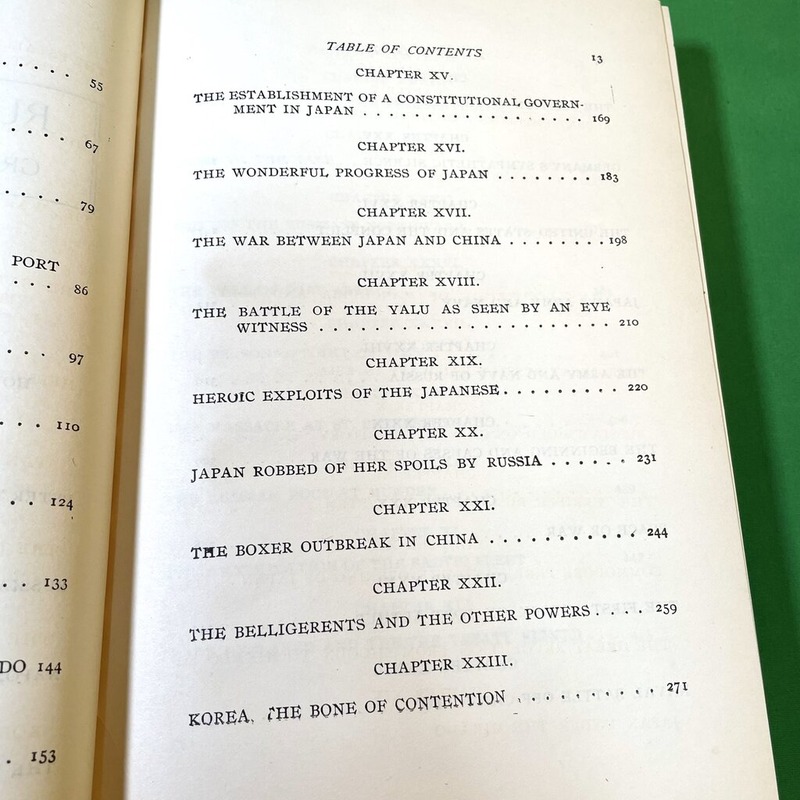 55
67
79
PORT
86
97
110
124
133
DO 144
153
TABLE OF CONTENTS 13
CHAPTER XV.
THE ESTABLISHMENT OF A CONSTITUTIONAL GOVERN-
MENT IN JAPAN . . . . . . . . . . . . . . . . . . 169
CHAPTER XVI.
THE WONDERFUL PROGRESS OF JAPAN . . . . . . . . 183
CHAPTER XVII.
THE WAR BETWEEN JAPAN AND CHINA . . . . . . . . 198
CHAPTER XVIII.
THE BATTLE OF THE YALU AS SEEN BY AN EYE
WITNESS . . . . . . . . . . . . . . . . . . . . . . . 210
CHAPTER XIX.
HEROIC EXPLOITS OF THE JAPANESE . . . . . . . . . 220
CHAPTER XX.
JAPAN ROBBED OF HER SPOILS BY RUSSIA . . . . . . 231
CHAPTER XXI.
THE BOXER OUTBREAK IN CHINA . . . . . . . . . . . 244
CHAPTER XXII.
THE BELLIGERENTS AND THE OTHER POWERS . . . . 259
CHAPTER XXIII.
KOREA, THE BONE OF CONTENTION . . . . . . . . . . 271